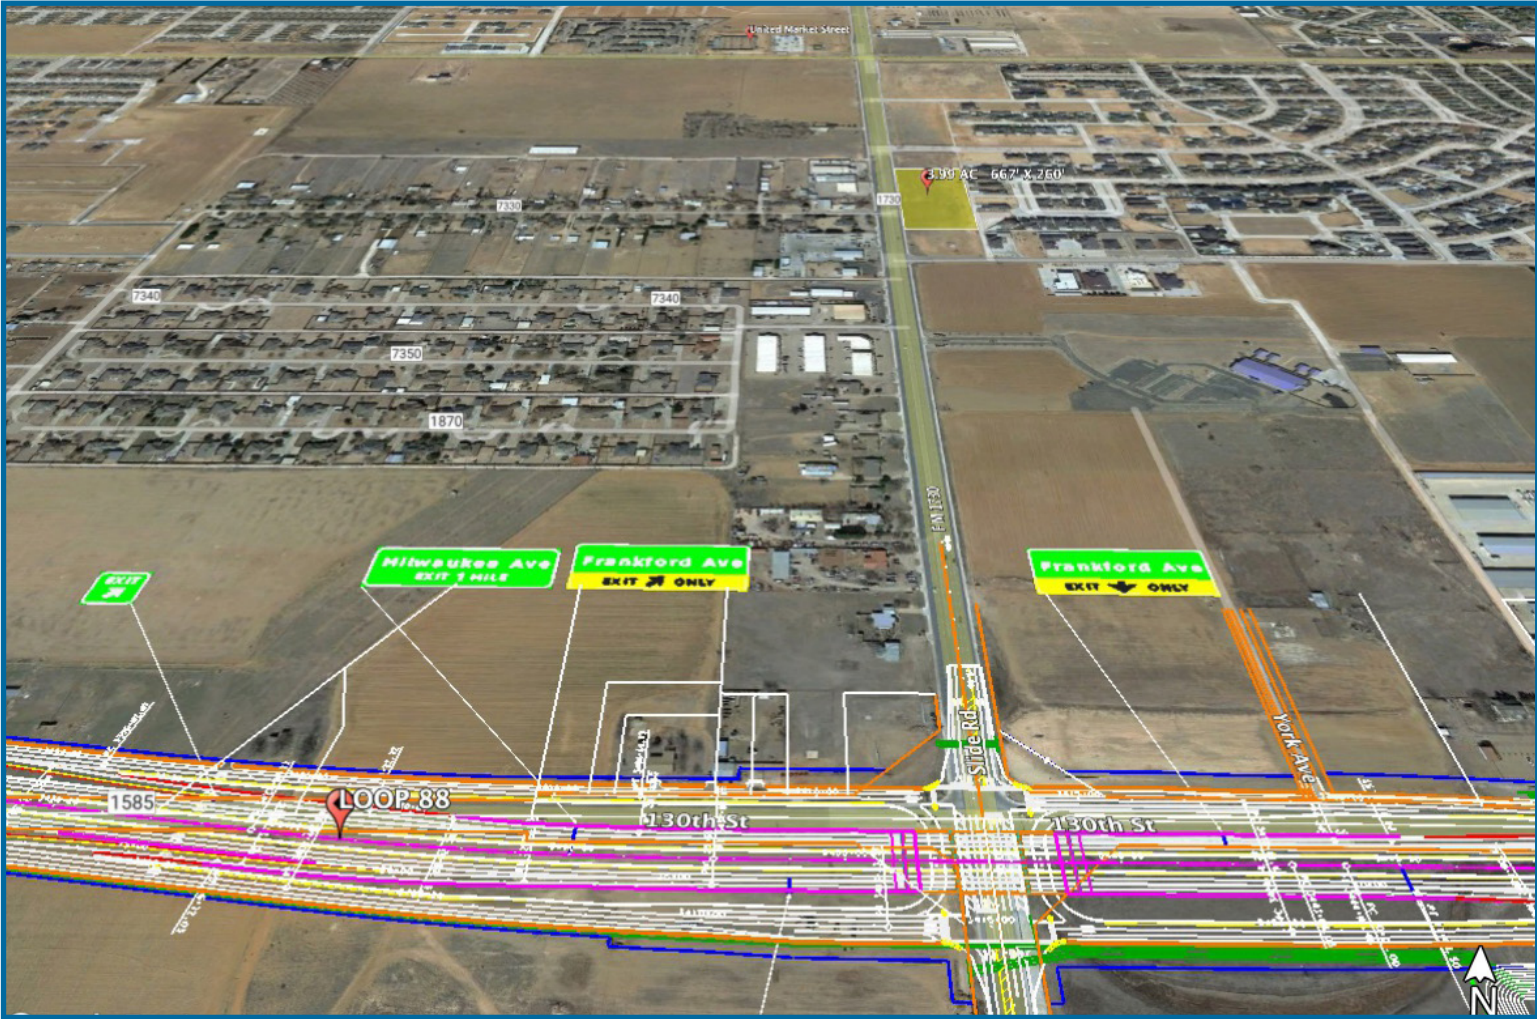 United Market Street
3.99 AC 667' X 260'
1730
7330
7340
7340
7350
1870
F M 1730
EXIT
Milwaukee Ave
EXIT 1 MILE
Frankford Ave
EXIT ONLY
Frankford Ave
EXIT ONLY
Slide Rd
York Ave
1585
LOOP 88
130th St
130th St
N